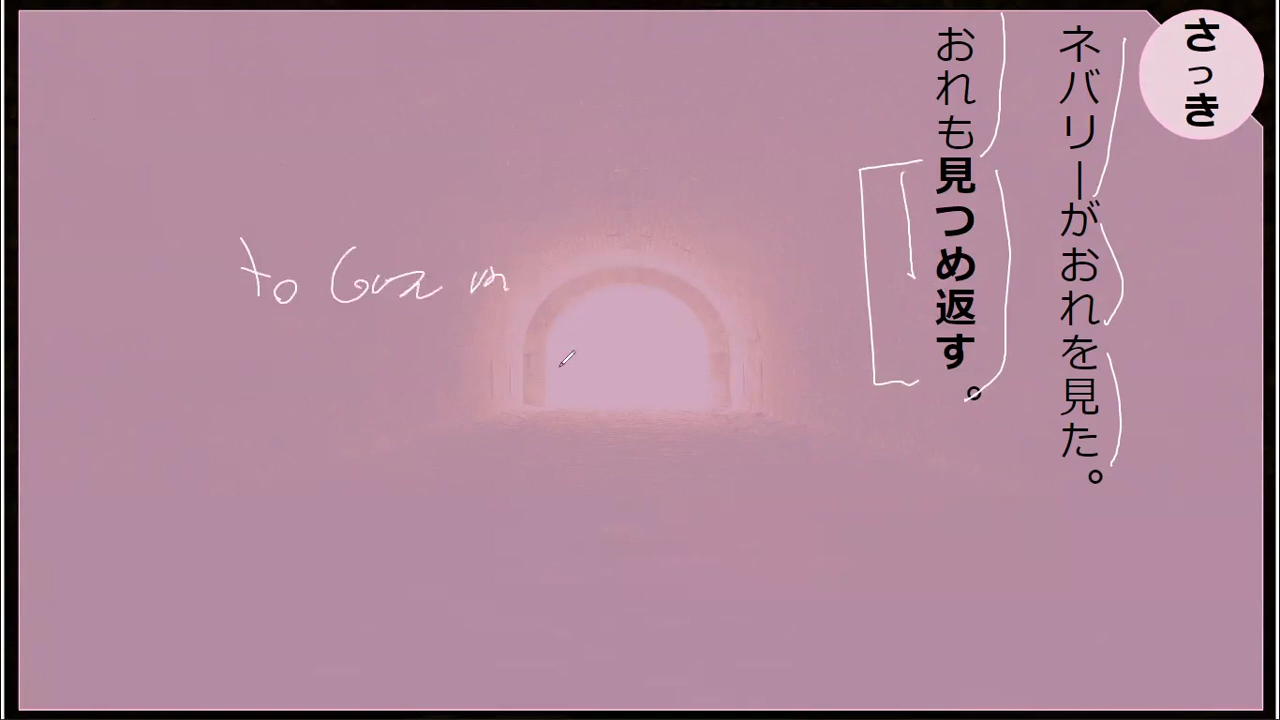 さっき
ネバリーがおれを見た。
おれも見つめ返す。
to